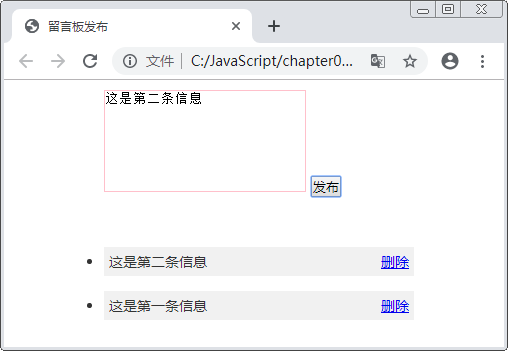 留言板发布
文件 C:/JavaScript/chapter0...
这是第二条信息
发布
这是第二条信息 删除
这是第一条信息 删除